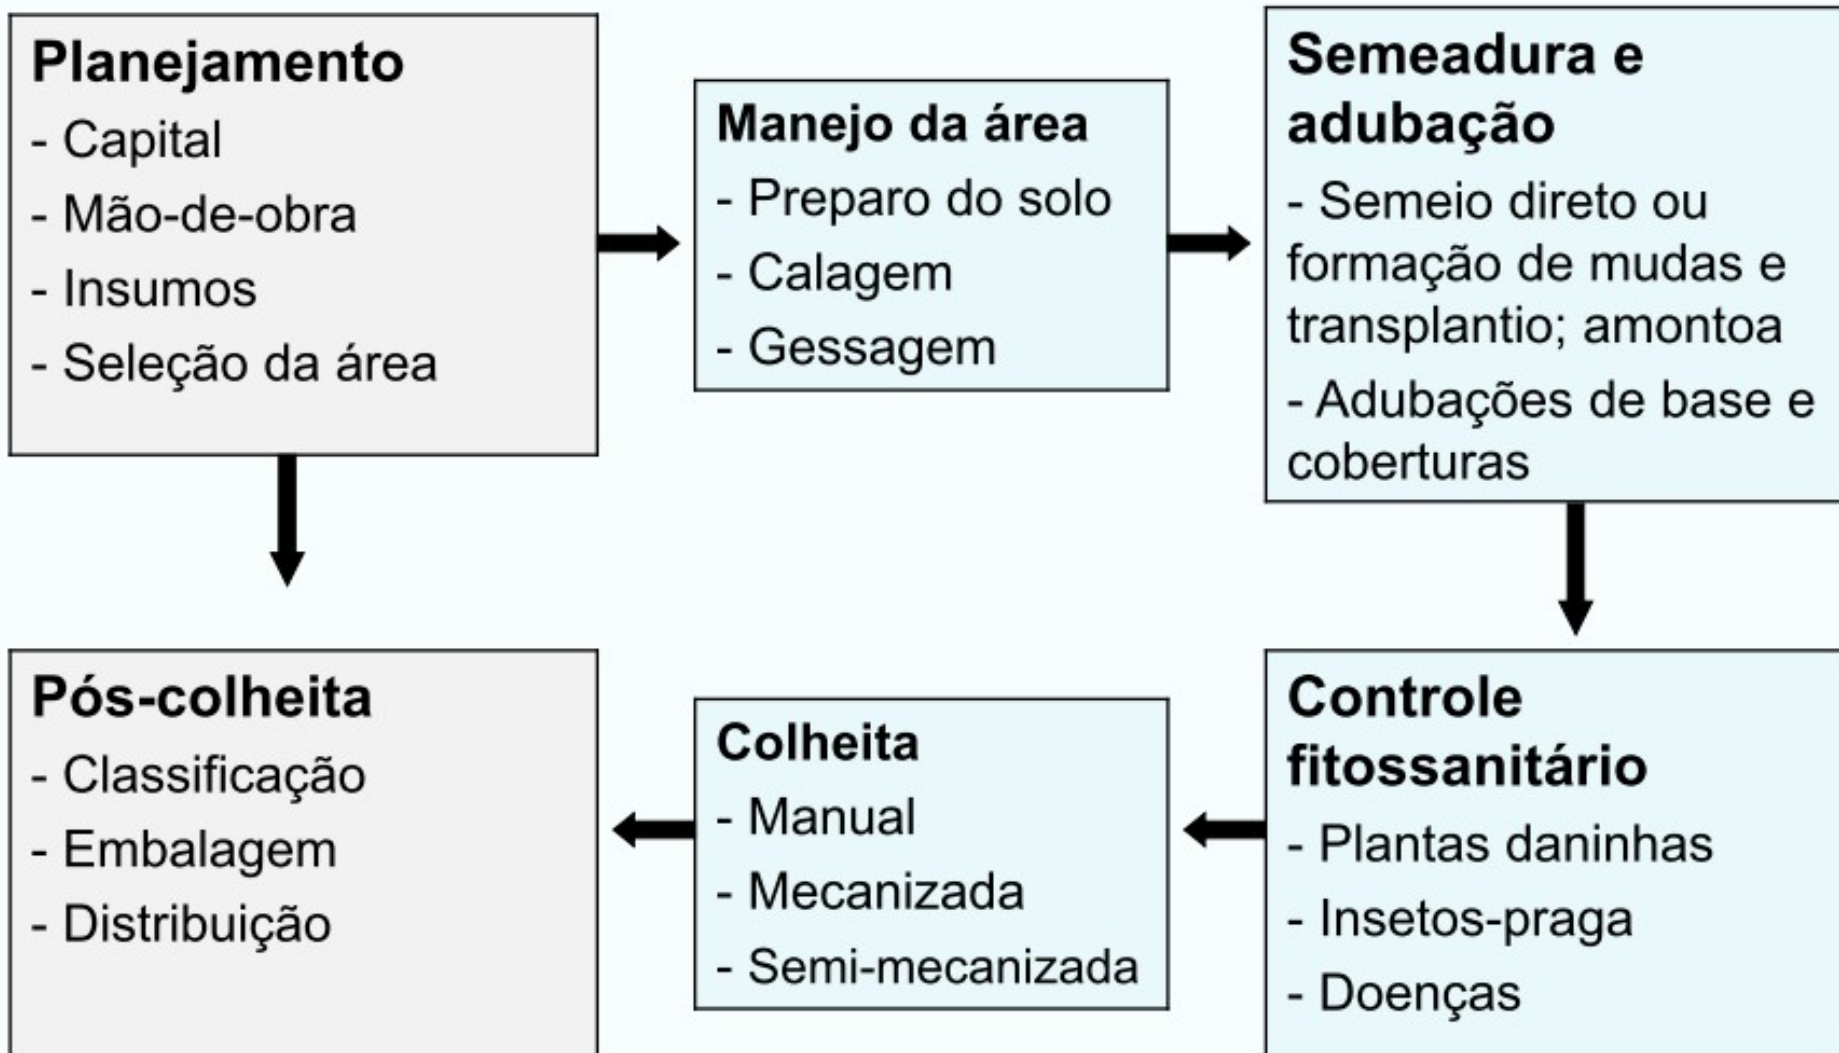 Planejamento
- Capital
- Mão-de-obra
- Insumos
- Seleção da área
Manejo da área
- Preparo do solo
- Calagem
- Gessagem
Semeadura e
adubação
- Semeio direto ou
formação de mudas e
transplantio; amontoa
- Adubações de base e
coberturas
Controle
fitossanitário
- Plantas daninhas
- Insetos-praga
- Doenças
Colheita
- Manual
- Mecanizada
- Semi-mecanizada
Pós-colheita
- Classificação
- Embalagem
- Distribuição